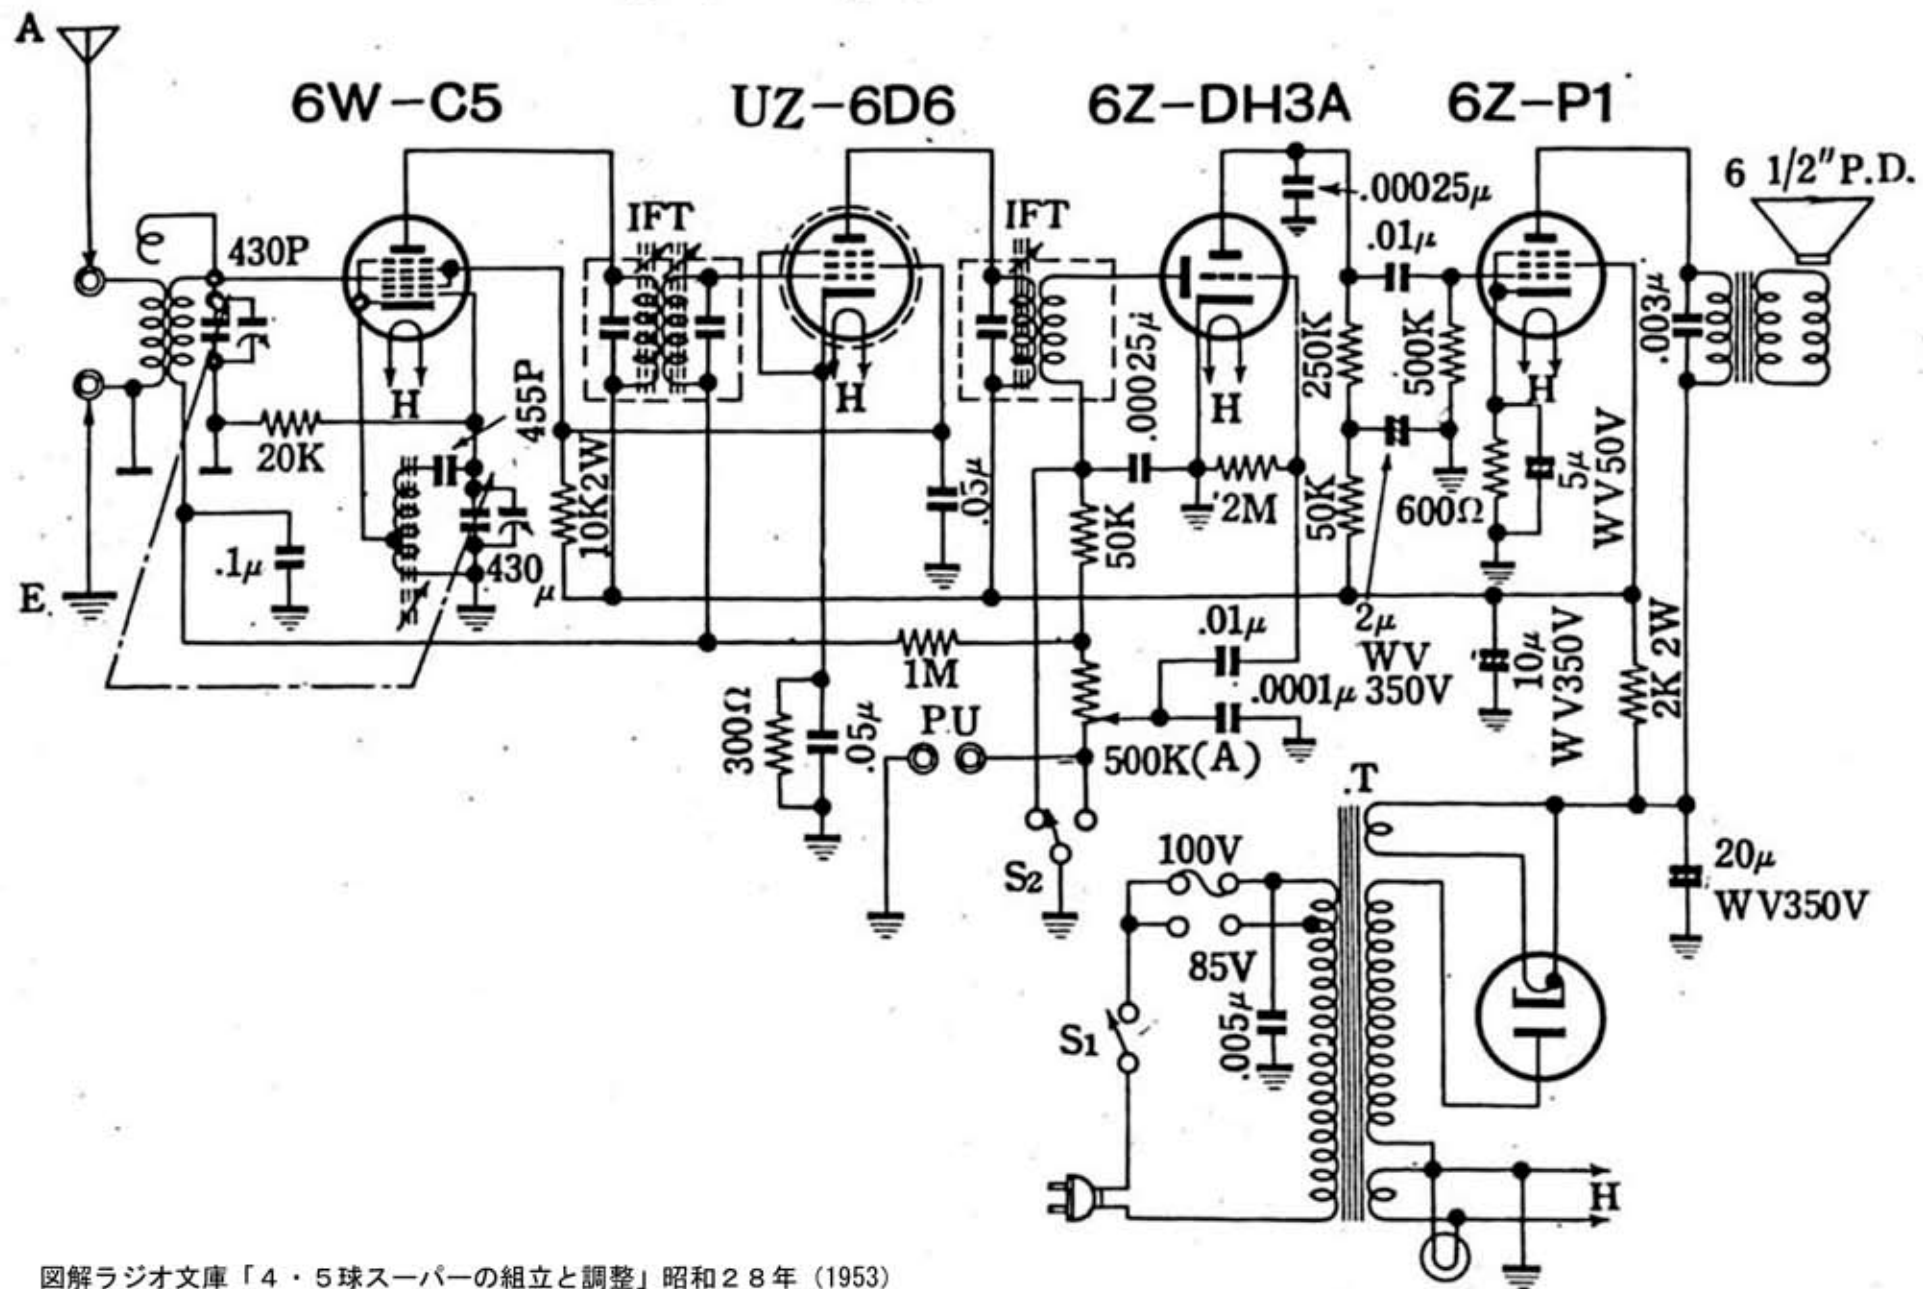 A
6W-C5
UZ-6D6
6Z-DH3A
6Z-P1
6 1/2"P.D.
430P
IFT
IFT
.00025μ
.01μ
.003μ
H
H
H
H
20K
455P
10K2W
.05μ
.00025μ
250K
500K
2M
50K
50K
600Ω
5μ
WV50V
.1μ
430
μ
E
1M
.01μ
.0001μ
2μ
WV
350V
10μ
WV350V
2K 2W
300Ω
.05μ
PU
500K(A)
S2
.T
100V
85V
.005μ
S1
20μ
WV350V
H
図解ラジオ文庫「４・５球スーパーの組立と調整」昭和２８年（1953）